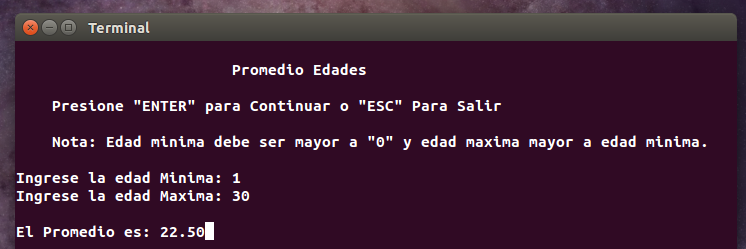 Terminal
Promedio Edades
Presione "ENTER" para Continuar o "ESC" Para Salir
Nota: Edad minima debe ser mayor a "0" y edad maxima mayor a edad minima.
Ingrese la edad Minima: 1
Ingrese la edad Maxima: 30
El Promedio es: 22.50